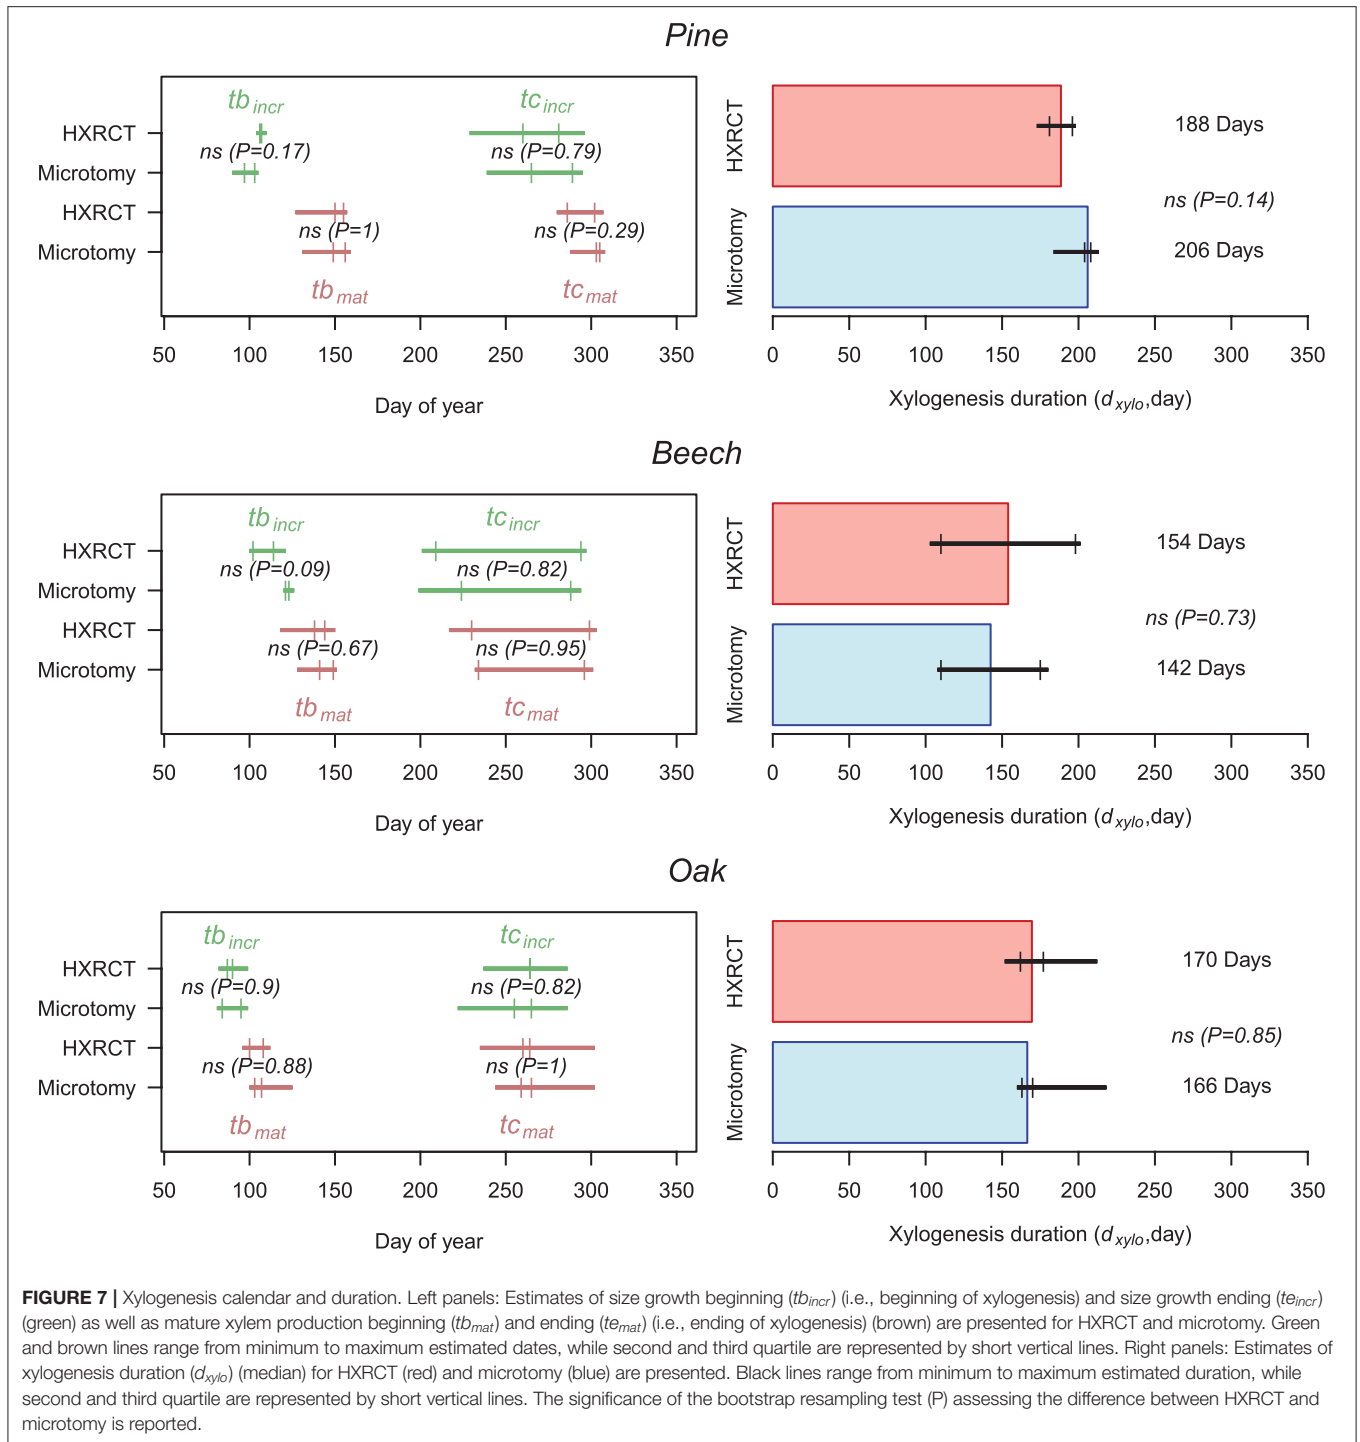 Pine
tb incr
tc incr
HXRCT
ns (P=0.17)
ns (P=0.79)
Microtomy
HXRCT
ns (P=1)
ns (P=0.29)
Microtomy
tb mat
tc mat
50 100 150 200 250 300 350
Day of year
HXRCT
188 Days
ns (P=0.14)
Microtomy
206 Days
0 50 100 150 200 250 300 350
Xylogenesis duration (d xylo,day)
Beech
tb incr
tc incr
HXRCT
ns (P=0.09)
ns (P=0.82)
Microtomy
HXRCT
ns (P=0.67)
ns (P=0.95)
Microtomy
tb mat
tc mat
50 100 150 200 250 300 350
Day of year
HXRCT
154 Days
ns (P=0.73)
Microtomy
142 Days
0 50 100 150 200 250 300 350
Xylogenesis duration (d xylo,day)
Oak
tb incr
tc incr
HXRCT
ns (P=0.9)
ns (P=0.82)
Microtomy
HXRCT
ns (P=0.88)
ns (P=1)
Microtomy
tb mat
tc mat
50 100 150 200 250 300 350
Day of year
HXRCT
170 Days
ns (P=0.85)
Microtomy
166 Days
0 50 100 150 200 250 300 350
Xylogenesis duration (d xylo,day)
FIGURE 7 | Xylogenesis calendar and duration. Left panels: Estimates of size growth beginning (tbincr) (i.e., beginning of xylogenesis) and size growth ending (teincr)
(green) as well as mature xylem production beginning (tbmat) and ending (temat) (i.e., ending of xylogenesis) (brown) are presented for HXRCT and microtomy. Green
and brown lines range from minimum to maximum estimated dates, while second and third quartile are represented by short vertical lines. Right panels: Estimates of
xylogenesis duration (dxylo) (median) for HXRCT (red) and microtomy (blue) are presented. Black lines range from minimum to maximum estimated duration, while
second and third quartile are represented by short vertical lines. The significance of the bootstrap resampling test (P) assessing the difference between HXRCT and
microtomy is reported.